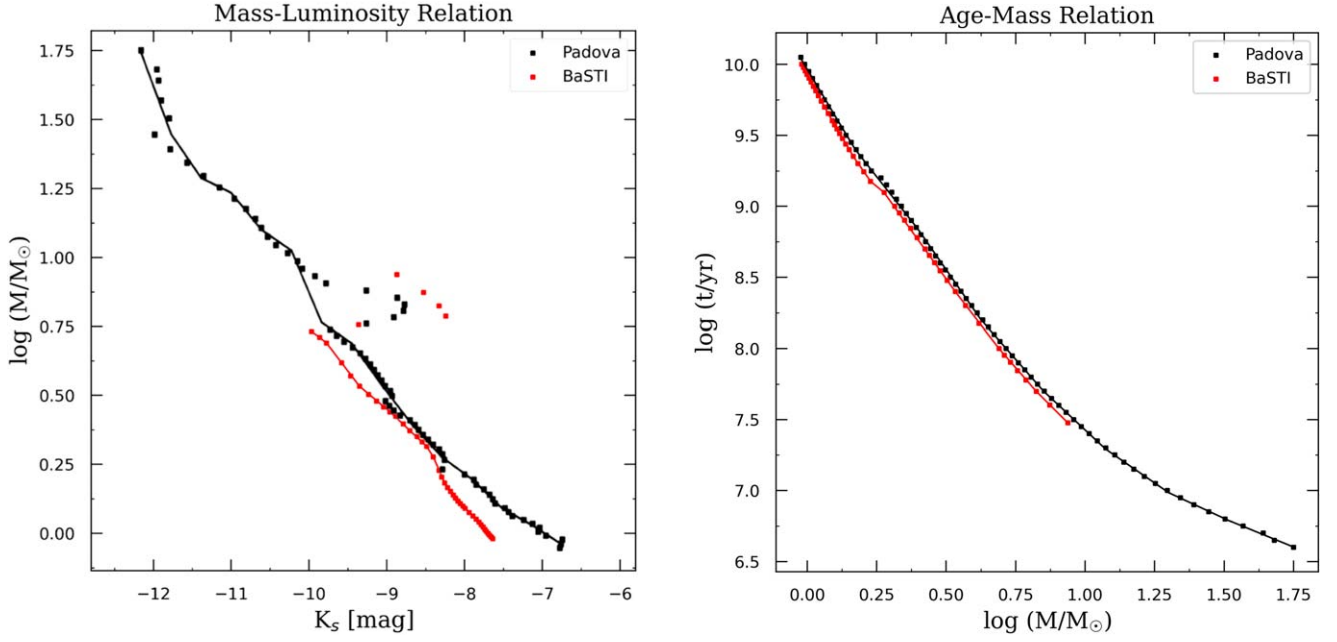 Mass-Luminosity Relation
Padova
BaSTI
1.75
1.50
1.25
1.00
0.75
0.50
0.25
0.00
log (M/M⊙)
−12 −11 −10 −9 −8 −7 −6
Ks [mag]
Age-Mass Relation
Padova
BaSTI
10.0
9.5
9.0
8.5
8.0
7.5
7.0
6.5
log (t/yr)
0.00 0.25 0.50 0.75 1.00 1.25 1.50 1.75
log (M/M⊙)